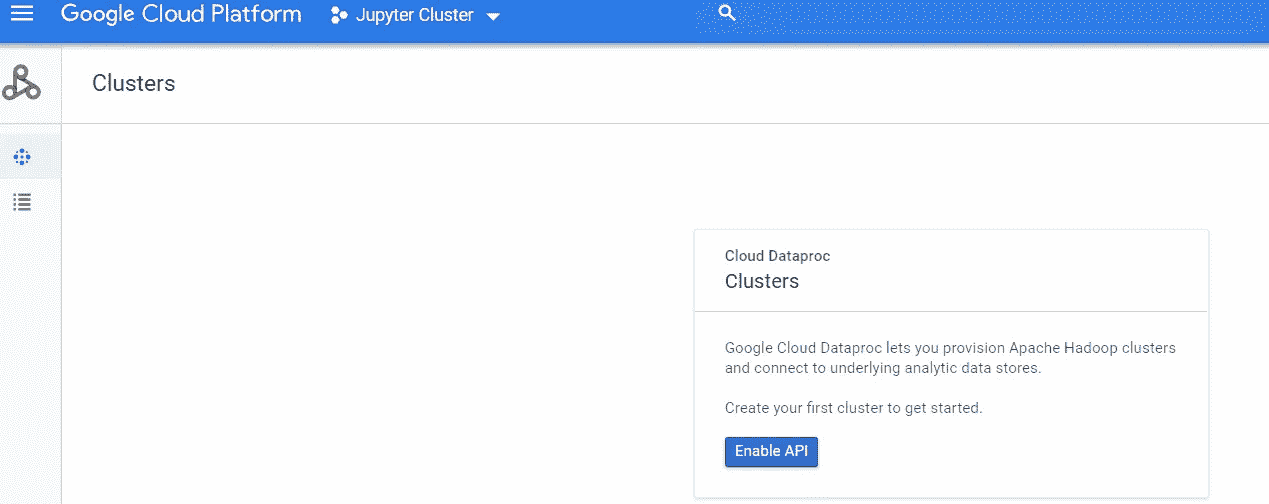 Google Cloud Platform
Jupyter Cluster
Clusters
Cloud Dataproc
Clusters
Google Cloud Dataproc lets you provision Apache Hadoop clusters
and connect to underlying analytic data stores.
Create your first cluster to get started.
Enable API